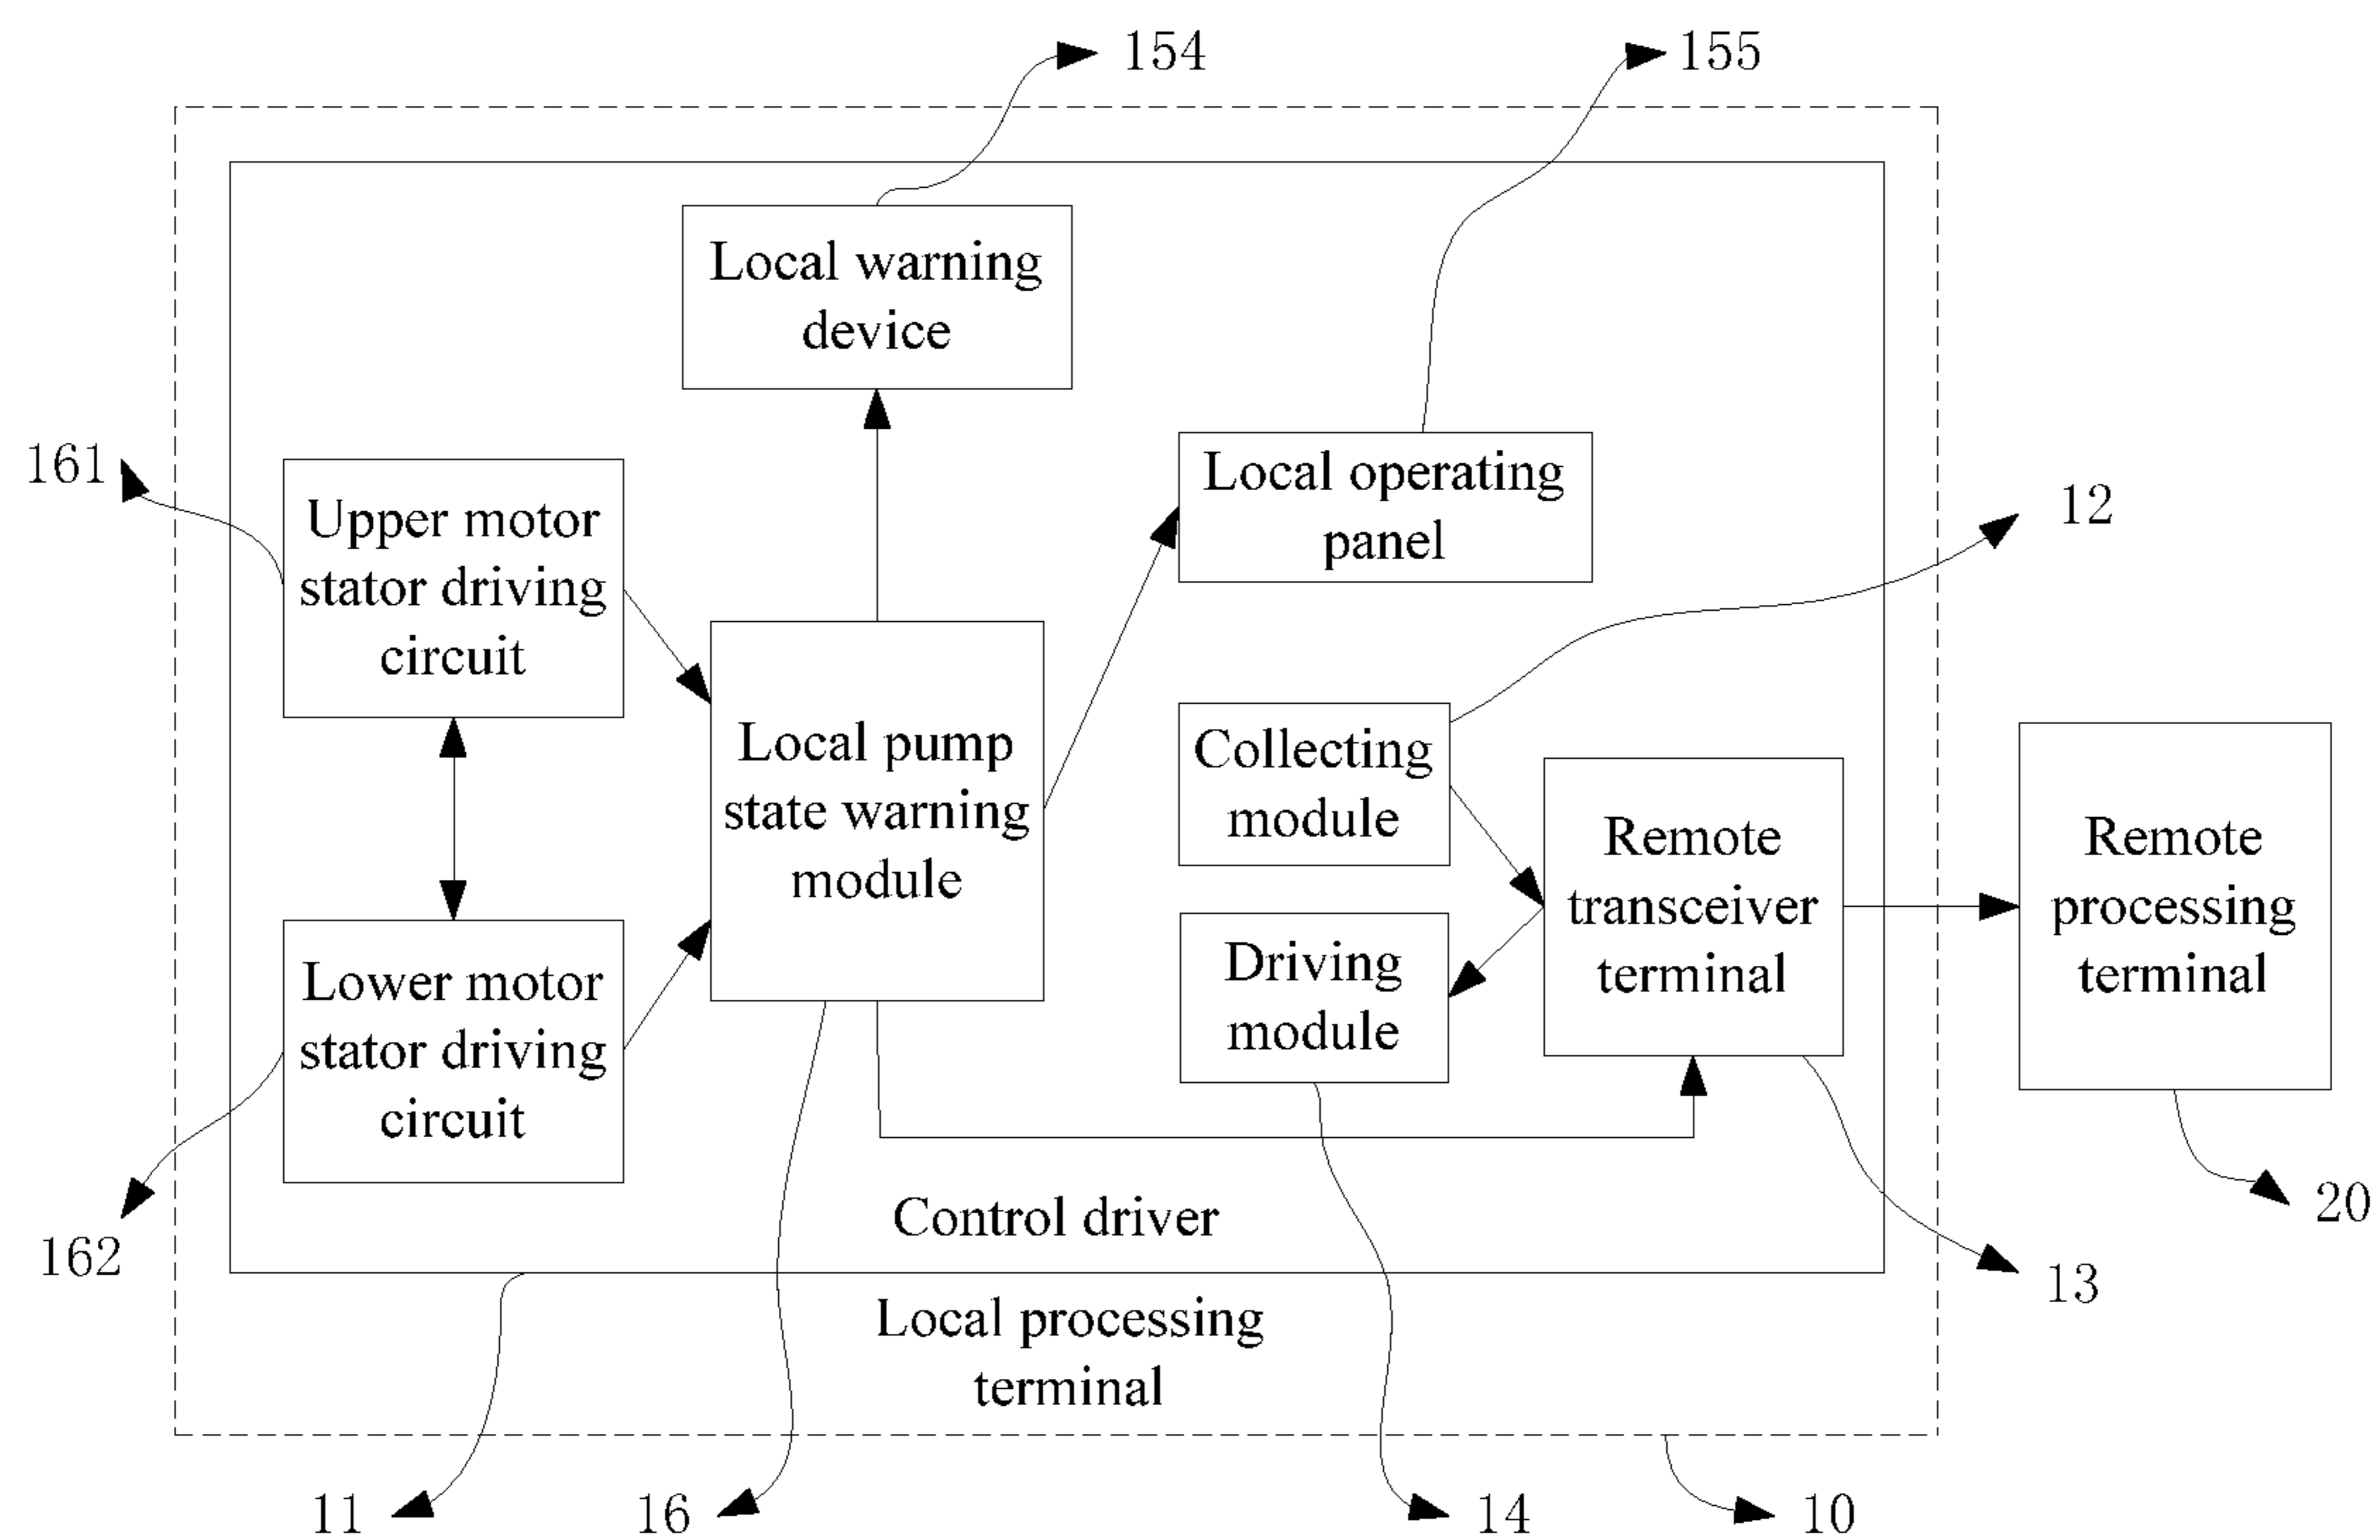 154
155
Local warning
device
161
Upper motor
stator driving
circuit
Local operating
panel
12
Local pump
state warning
module
Collecting
module
Remote
transceiver
terminal
Remote
processing
terminal
Driving
module
Lower motor
stator driving
circuit
162
Control driver
20
13
Local processing
terminal
11
16
14
10